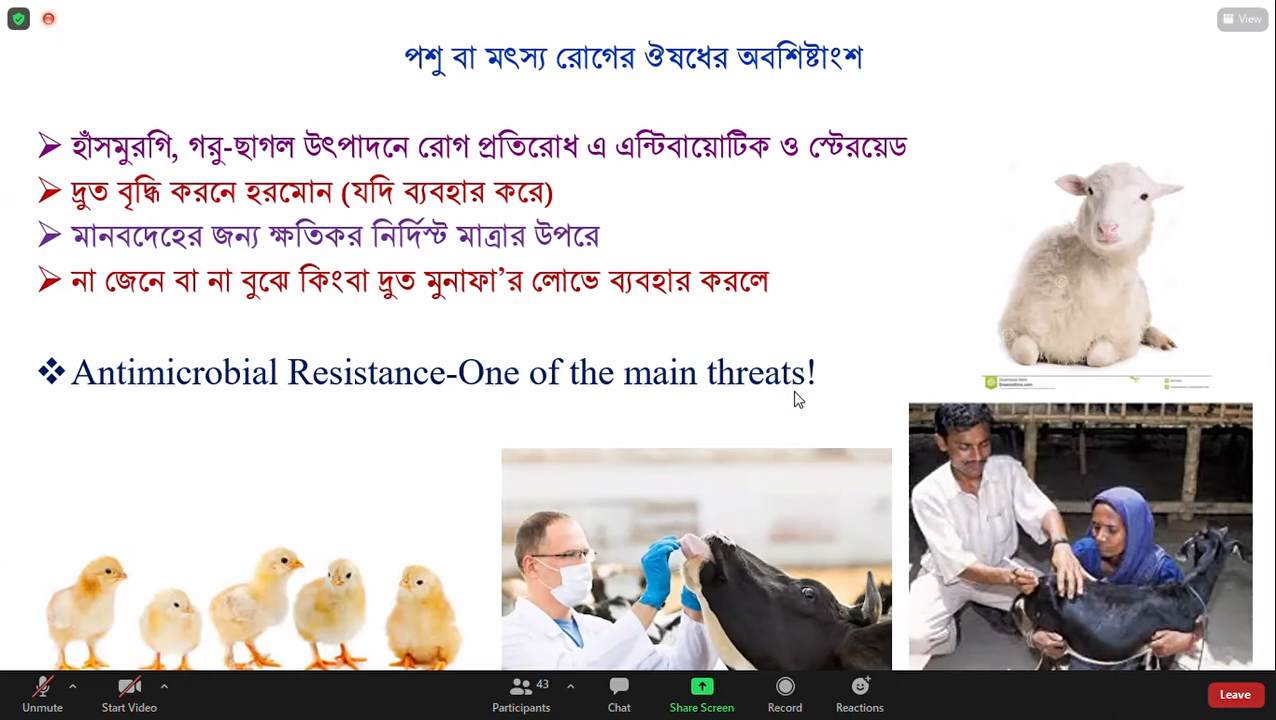 View
পশু বা মৎস্য রোগের ঔষধের অবশিষ্টাংশ
হাঁসমুরগি, গরু-ছাগল উৎপাদনে রোগ প্রতিরোধ এ এন্টিবায়োটিক ও স্টেরয়েড
দ্রুত বৃদ্ধি করনে হরমোন (যদি ব্যবহার করে)
মানবদেহের জন্য ক্ষতিকর নির্দিস্ট মাত্রার উপরে
না জেনে বা না বুঝে কিংবা দ্রুত মুনাফা’র লোভে ব্যবহার করলে
Antimicrobial Resistance-One of the main threats!
Unmute
Start Video
43
Participants
Chat
Share Screen
Record
Reactions
Leave